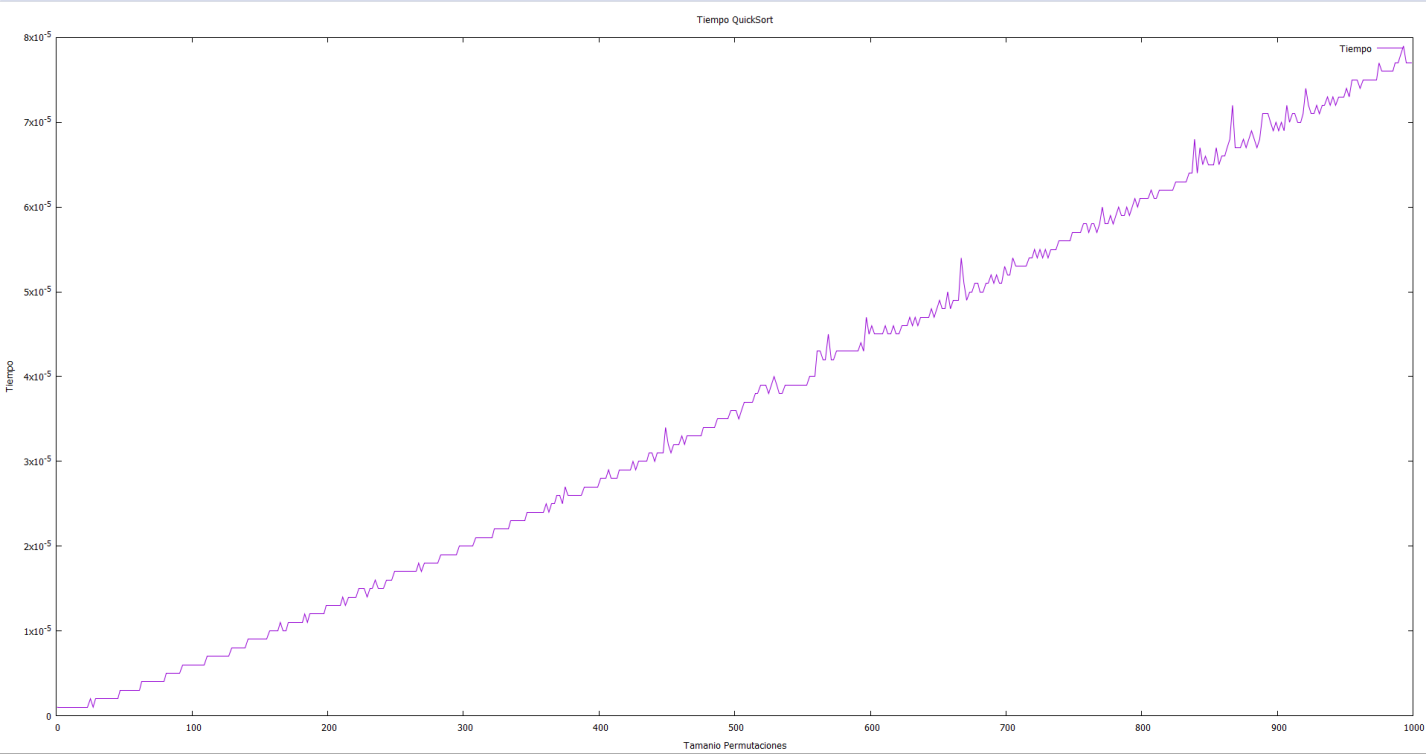 Tiempo QuickSort
Tiempo
8x10⁻⁵
7x10⁻⁵
6x10⁻⁵
5x10⁻⁵
4x10⁻⁵
3x10⁻⁵
2x10⁻⁵
1x10⁻⁵
0
Tiempo
0 100 200 300 400 500 600 700 800 900 1000
Tamanio Permutaciones